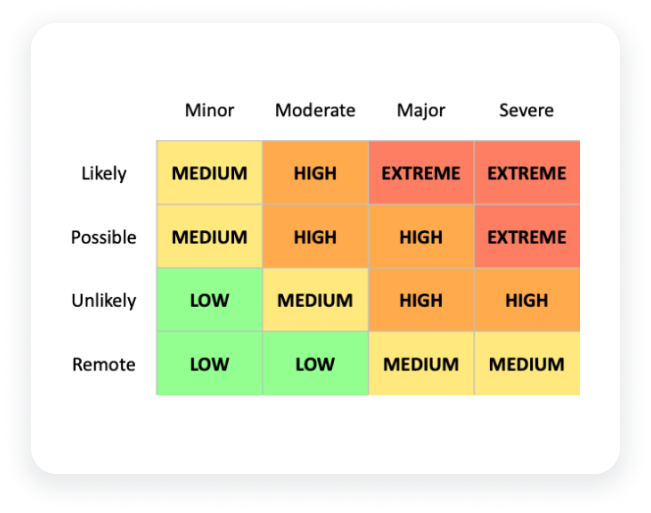 Minor Moderate Major Severe
Likely MEDIUM HIGH EXTREME EXTREME
Possible MEDIUM HIGH HIGH EXTREME
Unlikely LOW MEDIUM HIGH HIGH
Remote LOW LOW MEDIUM MEDIUM